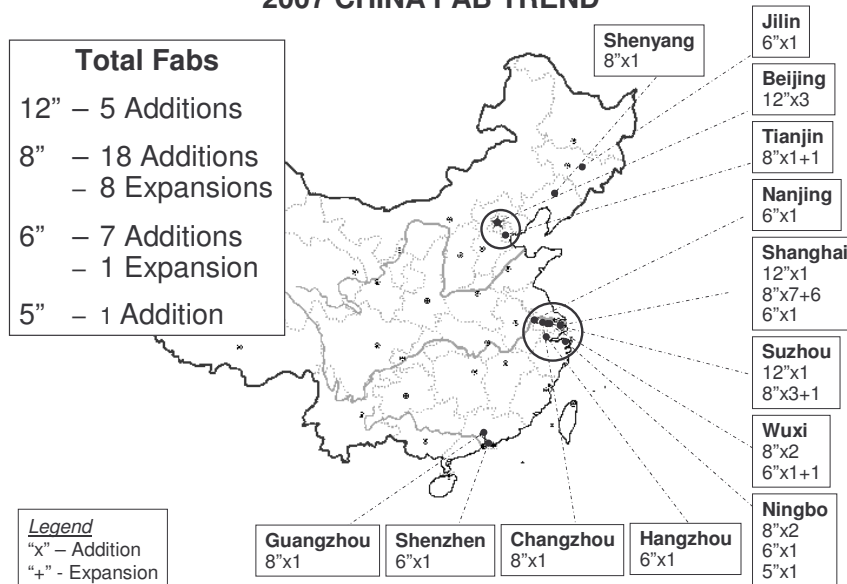 2007 CHINA FAB TREND
Total Fabs
12” – 5 Additions
8” – 18 Additions
– 8 Expansions
6” – 7 Additions
– 1 Expansion
5” – 1 Addition
Shenyang
8”x1
Jilin
6”x1
Beijing
12”x3
Tianjin
8”x1+1
Nanjing
6”x1
Shanghai
12”x1
8”x7+6
6”x1
Suzhou
12”x1
8”x3+1
Wuxi
8”x2
6”x1+1
Ningbo
8”x2
6”x1
5”x1
Guangzhou
8”x1
Shenzhen
6”x1
Changzhou
8”x1
Hangzhou
6”x1
Legend
“x” – Addition
“+” - Expansion